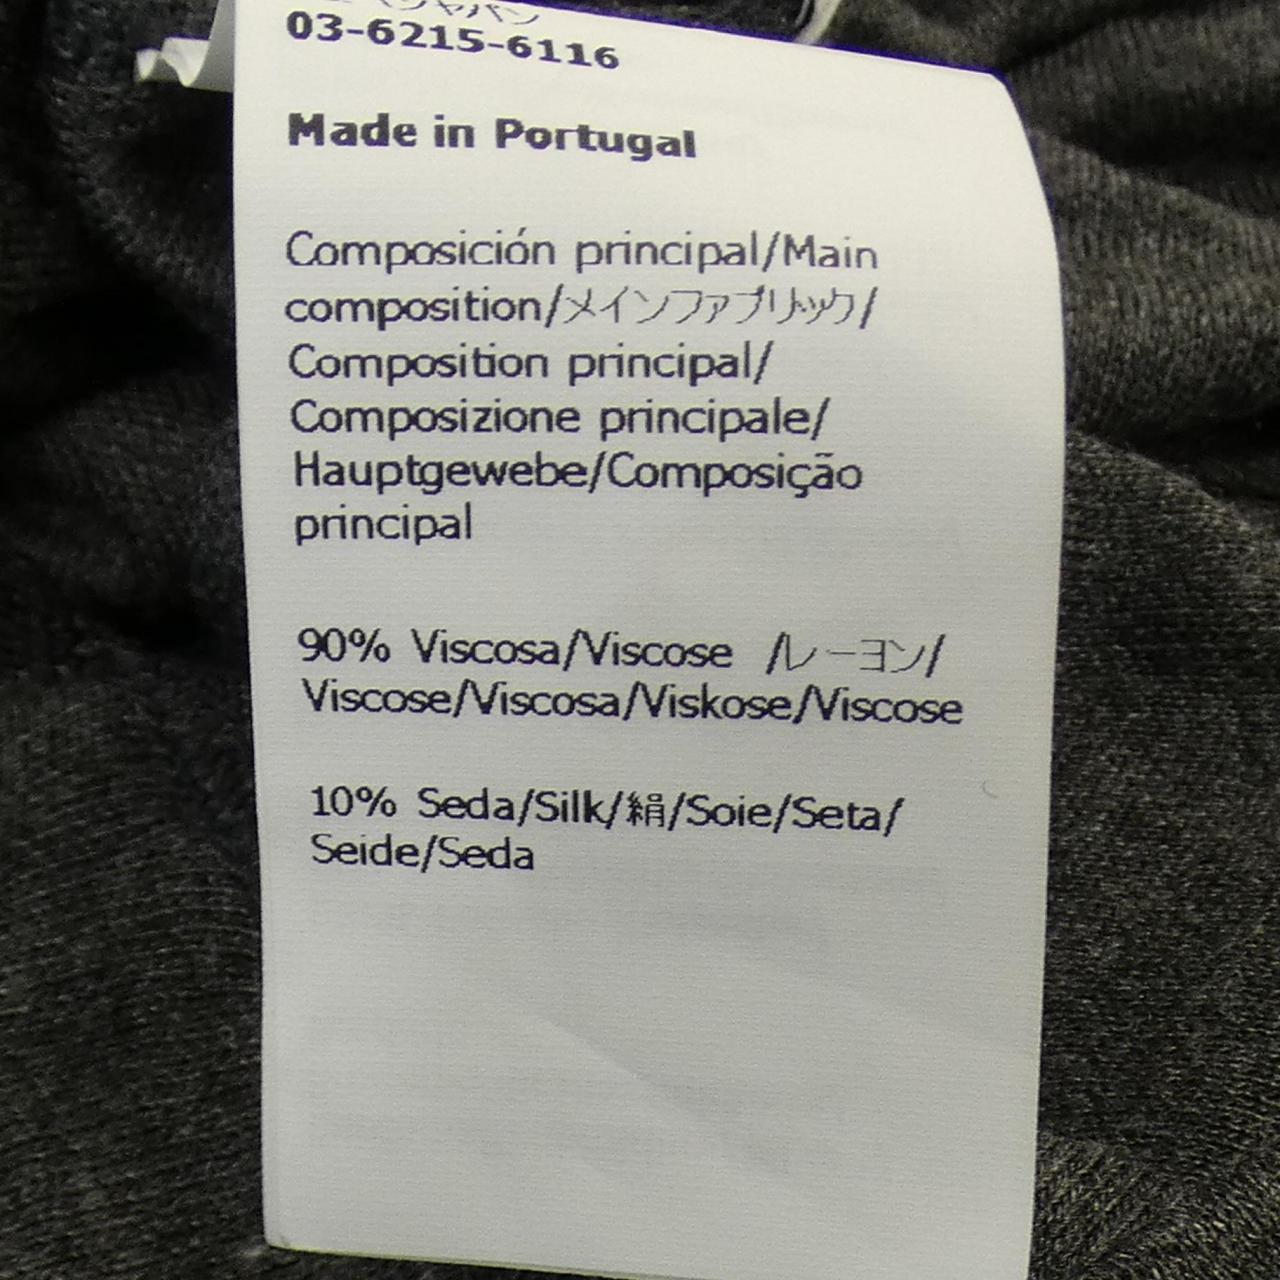 03-6215-6116
Made in Portugal
Composición principal/Main
composition/メインファブリック/
Composition principal/
Composizione principale/
Hauptgewebe/Composição
principal
90% Viscosa/Viscose /レーヨン/
Viscose/Viscosa/Viskose/Viscose
10% Seda/Silk/絹/Soie/Seta/
Seide/Seda